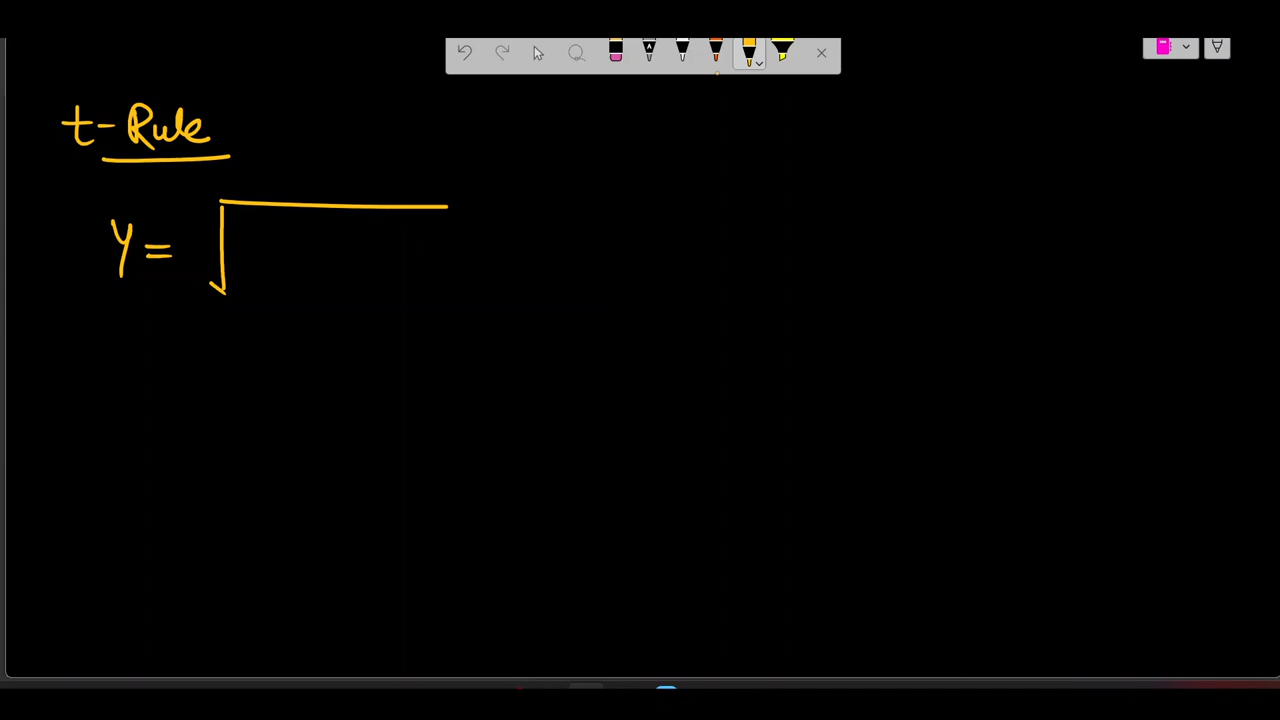 t-Rule
y = √